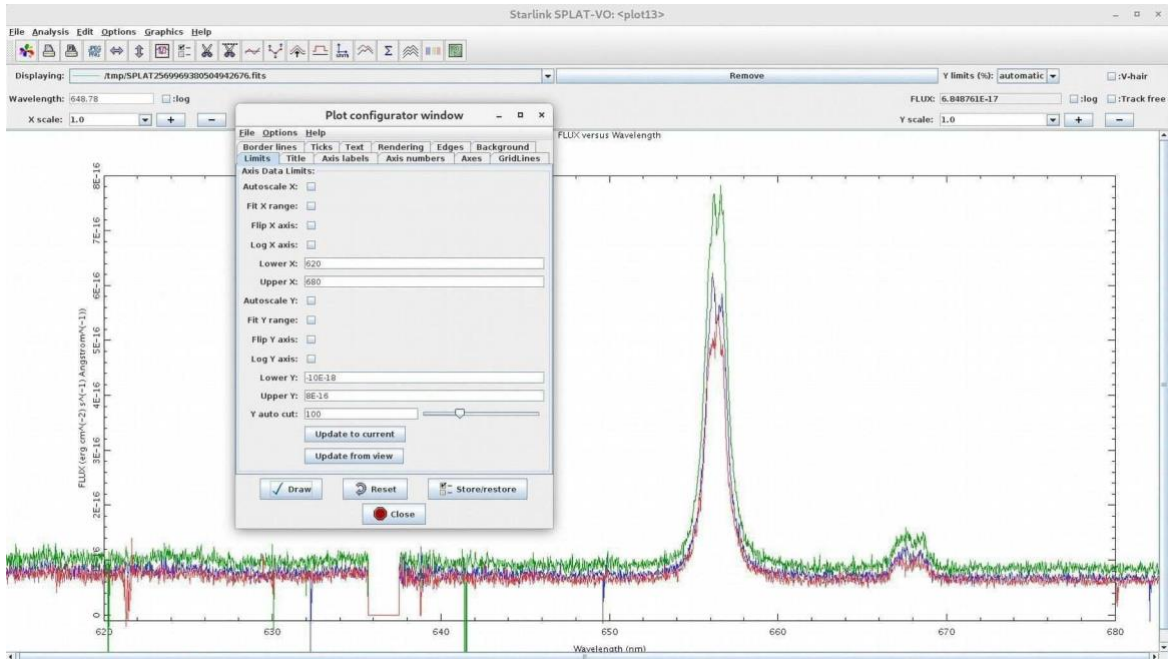 Starlink SPLAT-VO: <plot13>
File Analysis Edit Options Graphics Help
Displaying: /tmp/SPLAT2569969380504942676.fits Remove Y limits (%): automatic :V-hair
Wavelength: 648.78 :log FLUX: 6.848761E-17 :log :Track free
X scale: 1.0 + − Y scale: 1.0 + −
FLUX versus Wavelength
Plot configurator window
File Options Help
Border lines Ticks Text Rendering Edges Background
Limits Title Axis labels Axis numbers Axes GridLines
Axis Data Limits:
Autoscale X:
Fit X range:
Flip X axis:
Log X axis:
Lower X: 620
Upper X: 680
Autoscale Y:
Fit Y range:
Flip Y axis:
Log Y axis:
Lower Y: -10E-18
Upper Y: 8E-16
Y auto cut: 100
Update to current
Update from view
Draw Reset Store/restore
Close
8E-16
7E-16
6E-16
5E-16
4E-16
3E-16
2E-16
0
FLUX (erg cm^(-2) s^(-1) Angstrom^(-1))
620 630 640 650 660 670 680
Wavelength (nm)